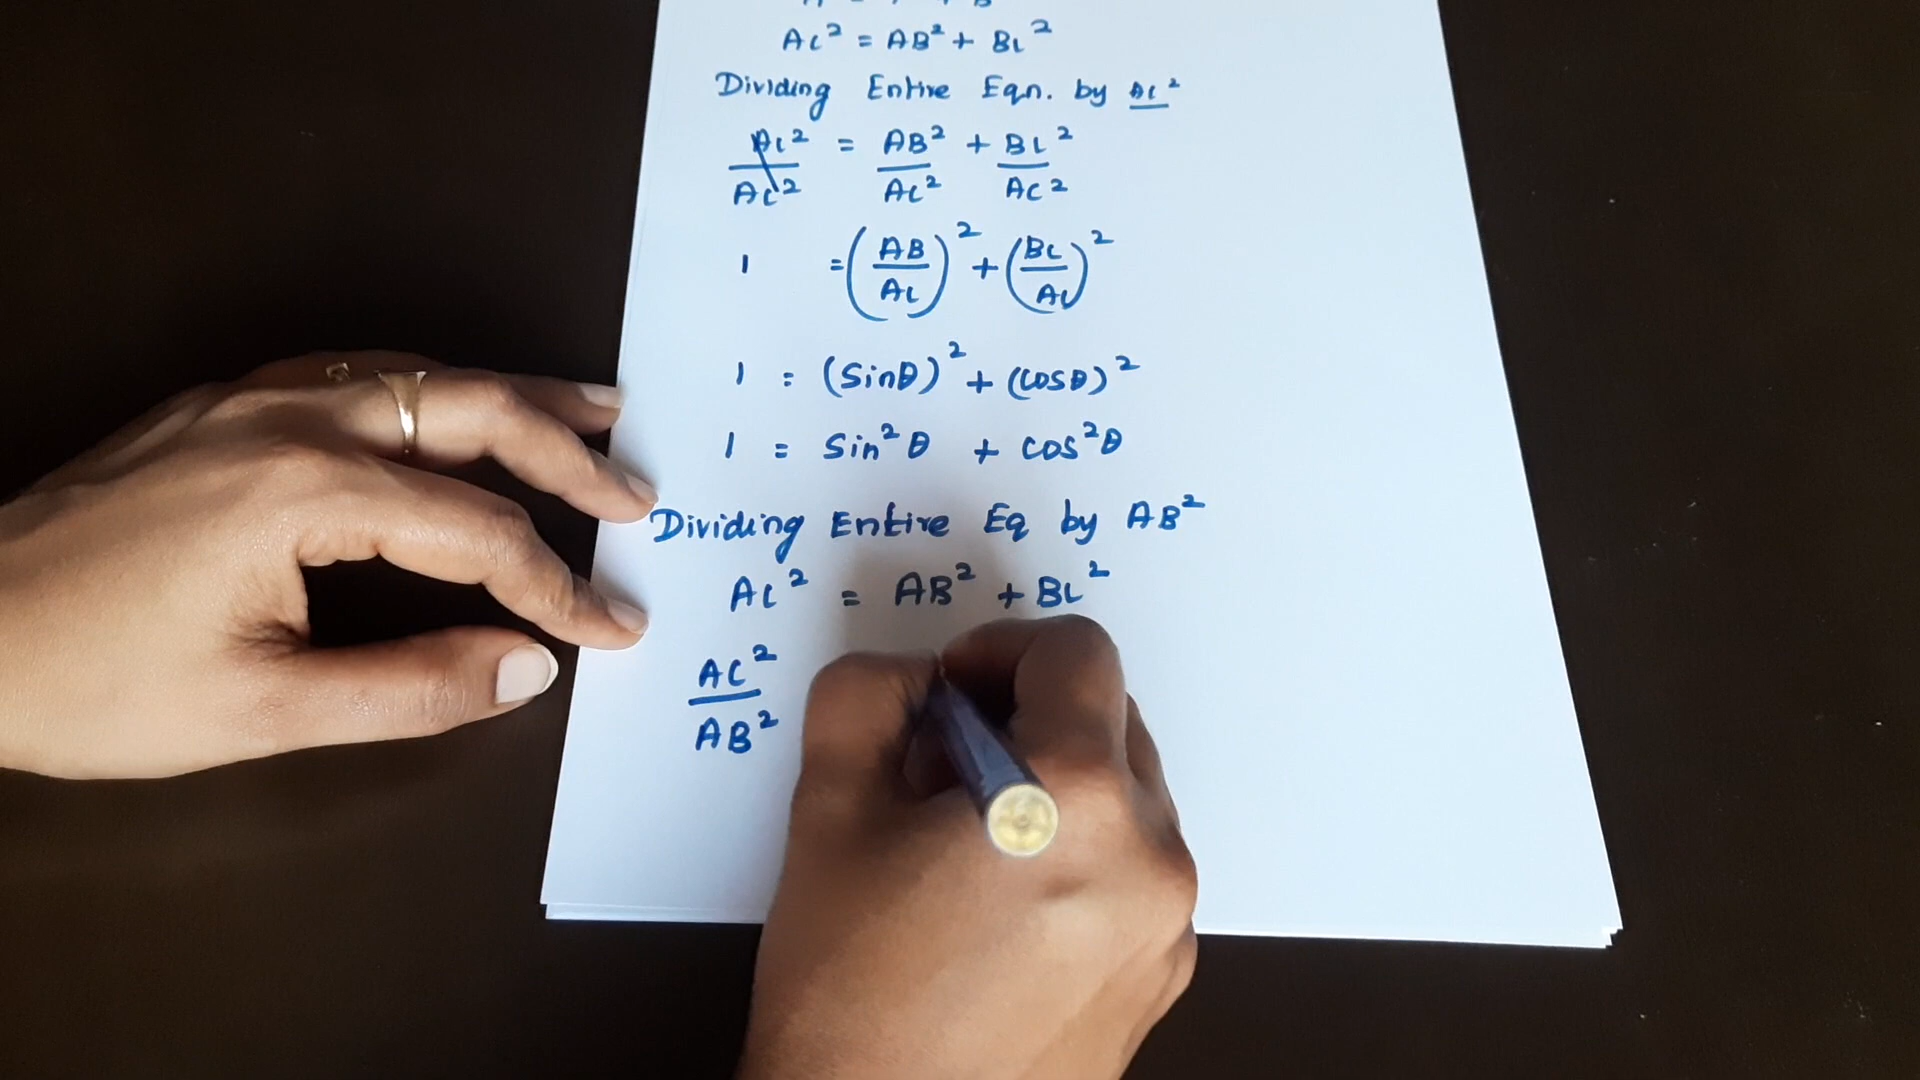 AC² = AB² + BC²
Dividing Entire Eqn. by AC²
AC² = AB² + BC²
AC² AC² AC²
1 = (AB/AC)² + (BC/AC)²
1 = (Sinθ)² + (cosθ)²
1 = Sin²θ + cos²θ
Dividing Entire Eq by AB²
AC² = AB² + BC²
AC²
AB²